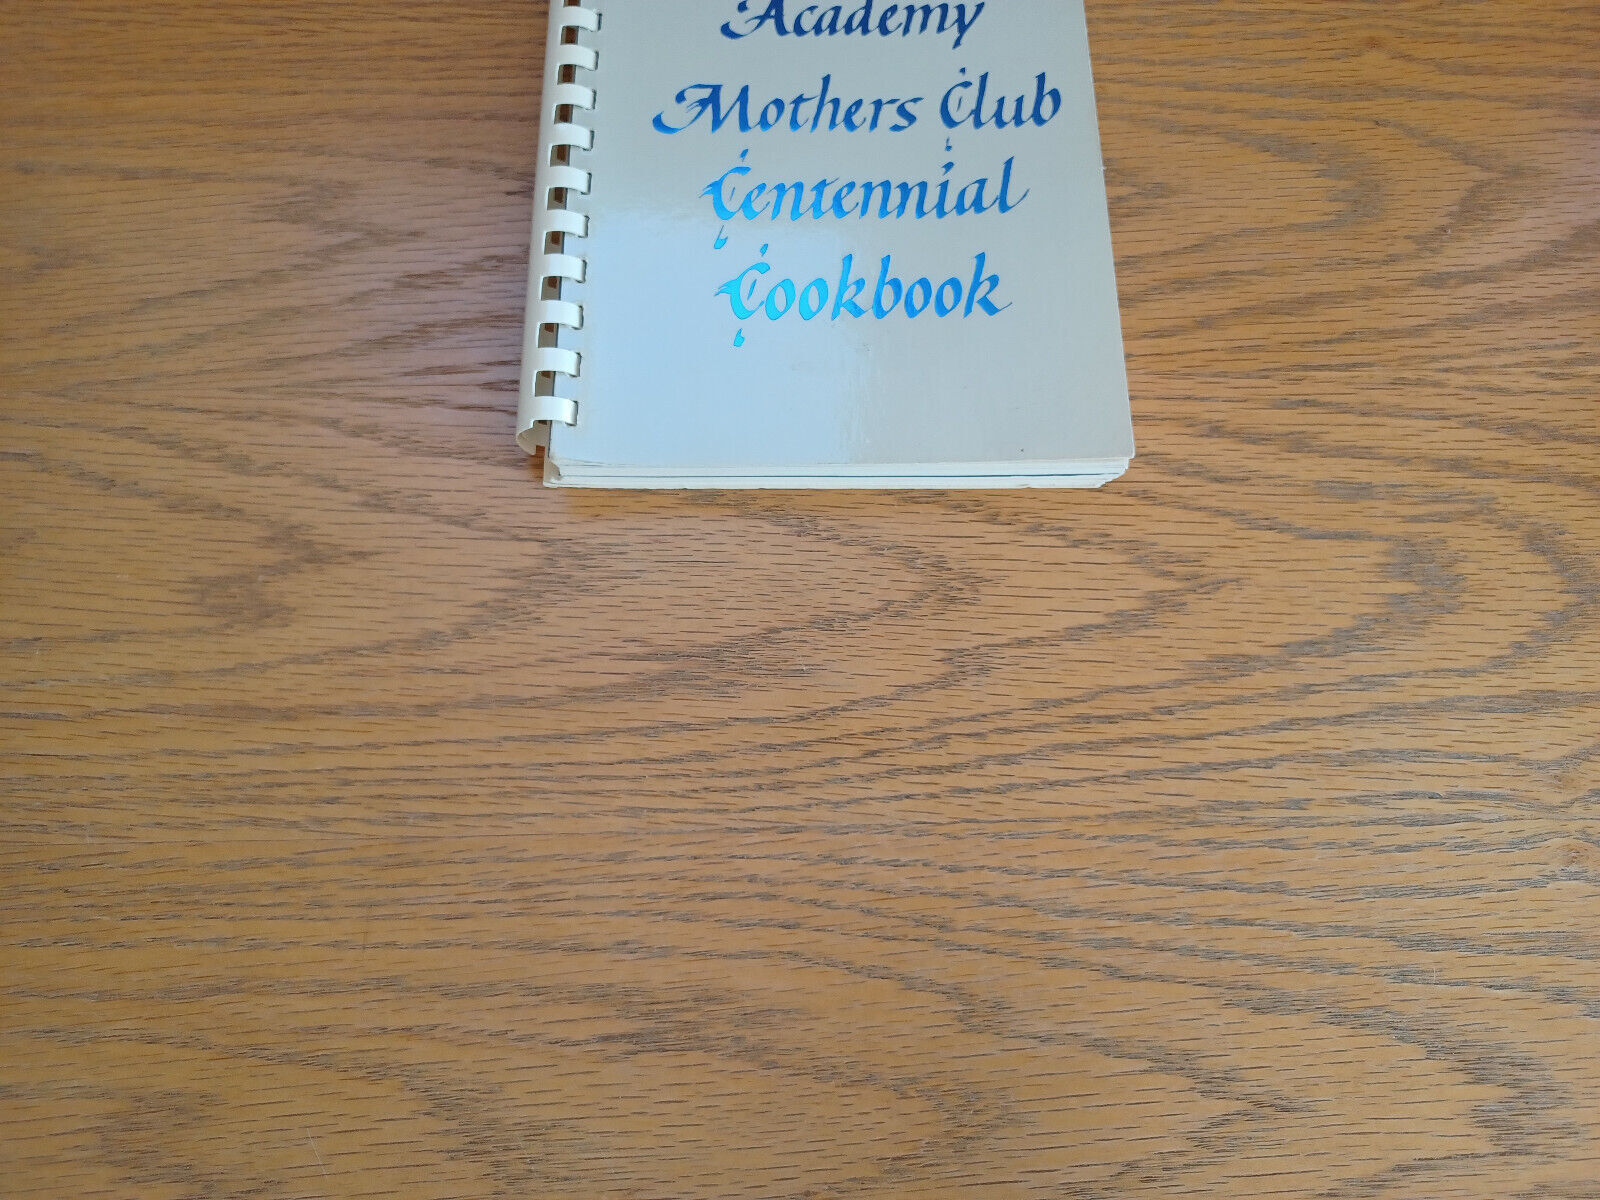 Academy
Mothers Club
Centennial
Cookbook